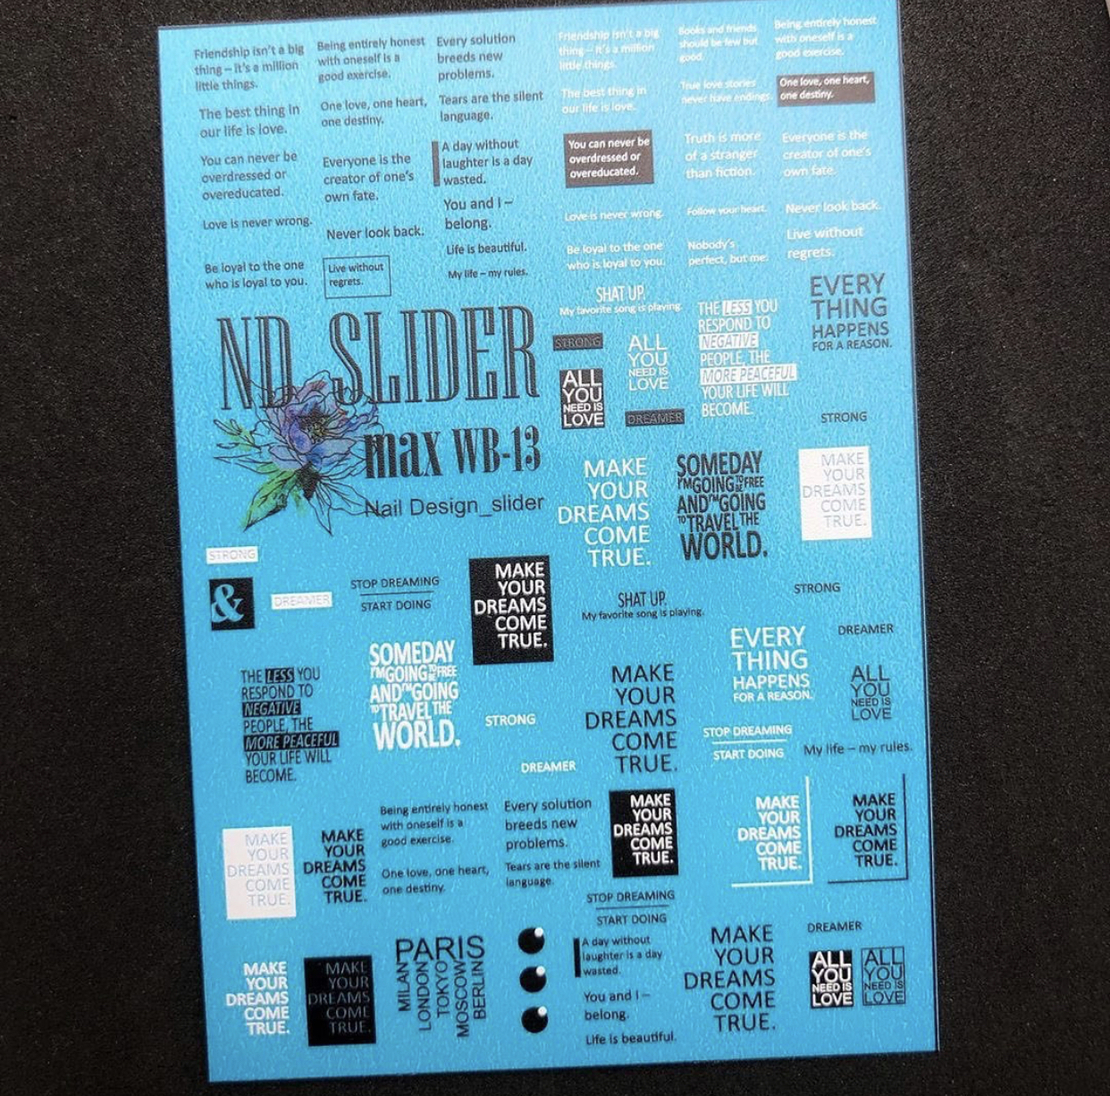 Friendship isn't a big
thing – it's a million
little things.
The best thing in
our life is love.
You can never be
overdressed or
overeducated.
Love is never wrong.
Be loyal to the one
who is loyal to you.
Being entirely honest
with oneself is a
good exercise.
One love, one heart,
one destiny.
Everyone is the
creator of one's
own fate.
Never look back.
Live without
regrets.
Every solution
breeds new
problems.
Tears are the silent
language.
A day without
laughter is a day
wasted.
You and I –
belong.
Life is beautiful.
My life – my rules.
Friendship isn't a big
thing – it's a million
little things.
The best thing in
our life is love.
You can never be
overdressed or
overeducated.
Love is never wrong.
Be loyal to the one
who is loyal to you.
Books and friends
should be few but
good.
True love stories
never have endings.
Truth is more
of a stranger
than fiction.
Follow your heart.
Nobody's
perfect, but me.
Being entirely honest
with oneself is a
good exercise.
One love, one heart,
one destiny.
Everyone is the
creator of one's
own fate.
Never look back.
Live without
regrets.
ND_SLIDER
max WB-13
Nail Design_slider
SHAT UP.
My favorite song is playing.
STRONG
ALL
YOU
NEED IS
LOVE
ALL
YOU
NEED IS
LOVE
DREAMER
THE LESS YOU
RESPOND TO
NEGATIVE
PEOPLE, THE
MORE PEACEFUL
YOUR LIFE WILL
BECOME.
EVERY
THING
HAPPENS
FOR A REASON.
STRONG
MAKE
YOUR
DREAMS
COME
TRUE.
SOMEDAY
I'M GOING TO BE FREE
AND I'M GOING
TO TRAVEL THE
WORLD.
MAKE
YOUR
DREAMS
COME
TRUE.
STRONG
&
DREAMER
STOP DREAMING
START DOING
MAKE
YOUR
DREAMS
COME
TRUE.
SHAT UP.
My favorite song is playing.
STRONG
THE LESS YOU
RESPOND TO
NEGATIVE
PEOPLE, THE
MORE PEACEFUL
YOUR LIFE WILL
BECOME.
SOMEDAY
I'M GOING TO BE FREE
AND I'M GOING
TO TRAVEL THE
WORLD.
STRONG
DREAMER
MAKE
YOUR
DREAMS
COME
TRUE.
EVERY
THING
HAPPENS
FOR A REASON.
DREAMER
ALL
YOU
NEED IS
LOVE
STOP DREAMING
START DOING
My life – my rules.
MAKE
YOUR
DREAMS
COME
TRUE.
MAKE
YOUR
DREAMS
COME
TRUE.
Being entirely honest
with oneself is a
good exercise.
One love, one heart,
one destiny.
Every solution
breeds new
problems.
Tears are the silent
language.
MAKE
YOUR
DREAMS
COME
TRUE.
MAKE
YOUR
DREAMS
COME
TRUE.
MAKE
YOUR
DREAMS
COME
TRUE.
STOP DREAMING
START DOING
MAKE
YOUR
DREAMS
COME
TRUE.
MAKE
YOUR
DREAMS
COME
TRUE.
PARIS
MILAN
LONDON
TOKYO
MOSCOW
BERLIN
A day without
laughter is a day
wasted.
You and I –
belong.
Life is beautiful.
MAKE
YOUR
DREAMS
COME
TRUE.
DREAMER
ALL
YOU
NEED IS
LOVE
ALL
YOU
NEED IS
LOVE